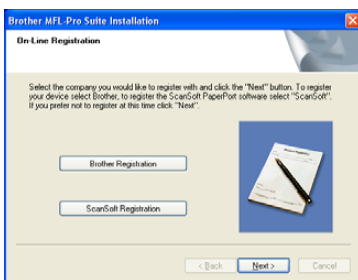 Brother MFL-Pro Suite Installation
On-Line Registration
Select the company you would like to register with and click the "Next" button. To register
your device select Brother, to register the ScanSoft PaperPort software select "ScanSoft".
If you prefer not to register at this time click "Next".
Brother Registration
ScanSoft Registration
< Back
Next >
Cancel